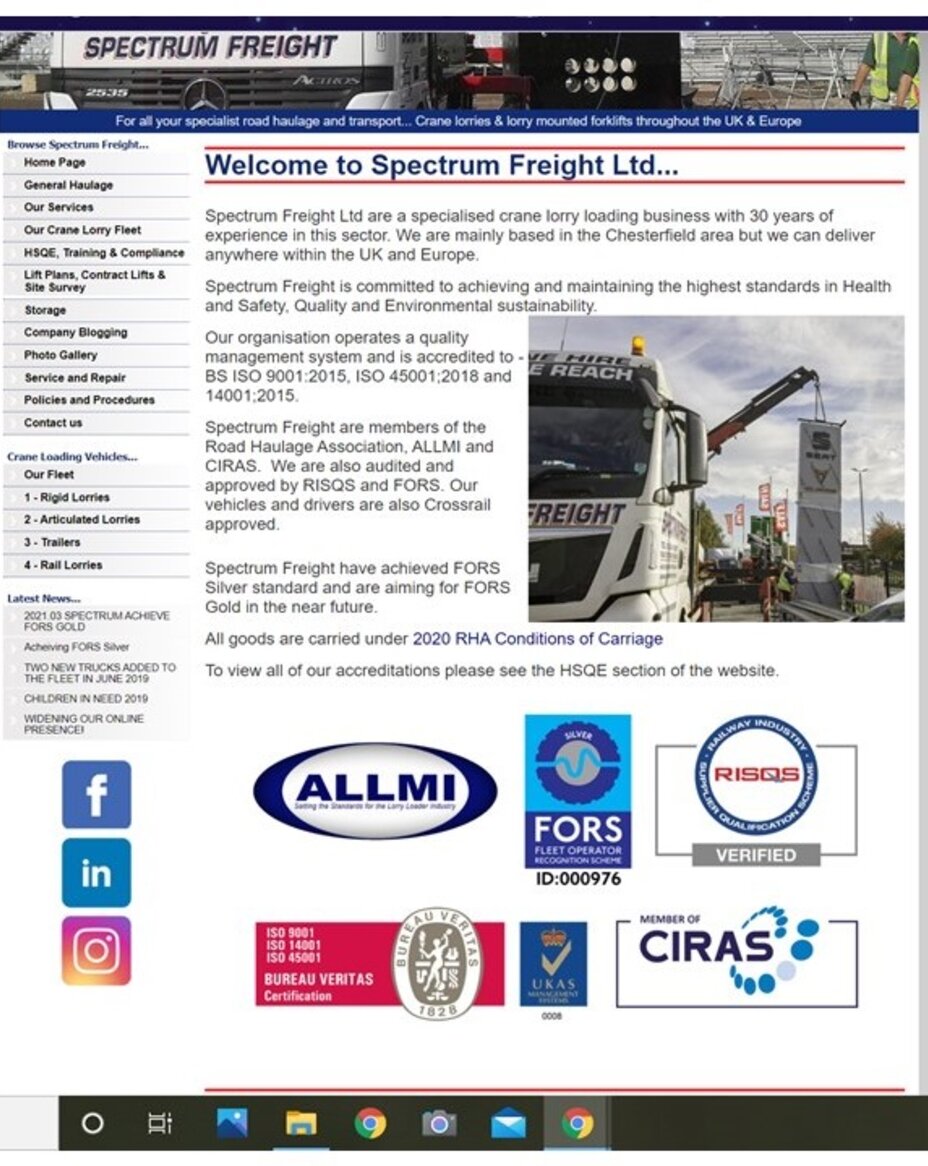 SPECTRUM FREIGHT
ACTROS
2535
For all your specialist road haulage and transport... Crane lorries & lorry mounted forklifts throughout the UK & Europe
Browse Spectrum Freight...
Home Page
General Haulage
Our Services
Our Crane Lorry Fleet
HSQE, Training & Compliance
Lift Plans, Contract Lifts &
Site Survey
Storage
Company Blogging
Photo Gallery
Service and Repair
Policies and Procedures
Contact us
Crane Loading Vehicles...
Our Fleet
1 - Rigid Lorries
2 - Articulated Lorries
3 - Trailers
4 - Rail Lorries
Latest News...
2021 03 SPECTRUM ACHIEVE
FORS GOLD
Acheiving FORS Silver
TWO NEW TRUCKS ADDED TO
THE FLEET IN JUNE 2019
CHILDREN IN NEED 2019
WIDENING OUR ONLINE
PRESENCE!
f
in
Welcome to Spectrum Freight Ltd...
Spectrum Freight Ltd are a specialised crane lorry loading business with 30 years of
experience in this sector. We are mainly based in the Chesterfield area but we can deliver
anywhere within the UK and Europe.
Spectrum Freight is committed to achieving and maintaining the highest standards in Health
and Safety, Quality and Environmental sustainability.
Our organisation operates a quality
management system and is accredited to -
BS ISO 9001:2015, ISO 45001;2018 and
14001;2015.
Spectrum Freight are members of the
Road Haulage Association, ALLMI and
CIRAS. We are also audited and
approved by RISQS and FORS. Our
vehicles and drivers are also Crossrail
approved.
Spectrum Freight have achieved FORS
Silver standard and are aiming for FORS
Gold in the near future.
HIRE
REACH
FREIGHT
SEAT
All goods are carried under 2020 RHA Conditions of Carriage
To view all of our accreditations please see the HSQE section of the website.
ALLMI
Setting the Standards for the Lorry Loader Industry
SILVER
FORS
FLEET OPERATOR
RECOGNITION SCHEME
ID:000976
RAILWAY INDUSTRY
SUPPLIER QUALIFICATION SCHEME
RISQS
VERIFIED
ISO 9001
ISO 14001
ISO 45001
BUREAU VERITAS
Certification
BUREAU VERITAS
1828
UKAS
MANAGEMENT
SYSTEMS
0008
MEMBER OF
CIRAS